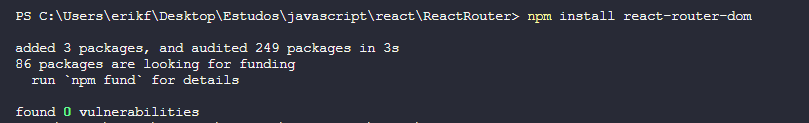 PS C:\Users\erikf\Desktop\Estudos\javascript\react\ReactRouter> npm install react-router-dom
added 3 packages, and audited 249 packages in 3s
86 packages are looking for funding
run `npm fund` for details
found 0 vulnerabilities